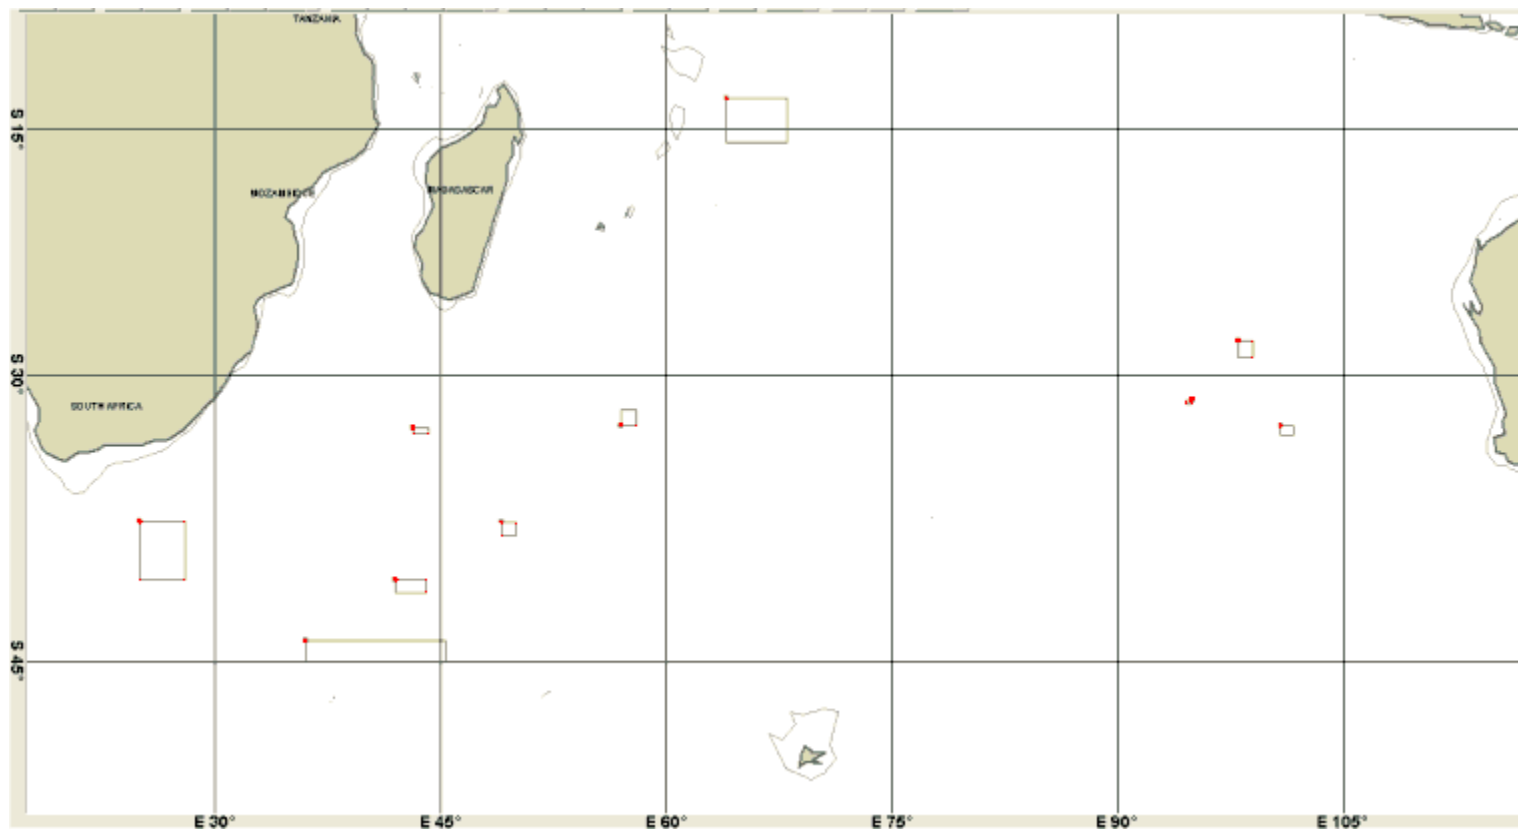 TANZANIA
S 15°
MOZAMBIQUE
MADAGASCAR
S 30°
SOUTH AFRICA
S 45°
E 30°
E 45°
E 60°
E 75°
E 90°
E 105°